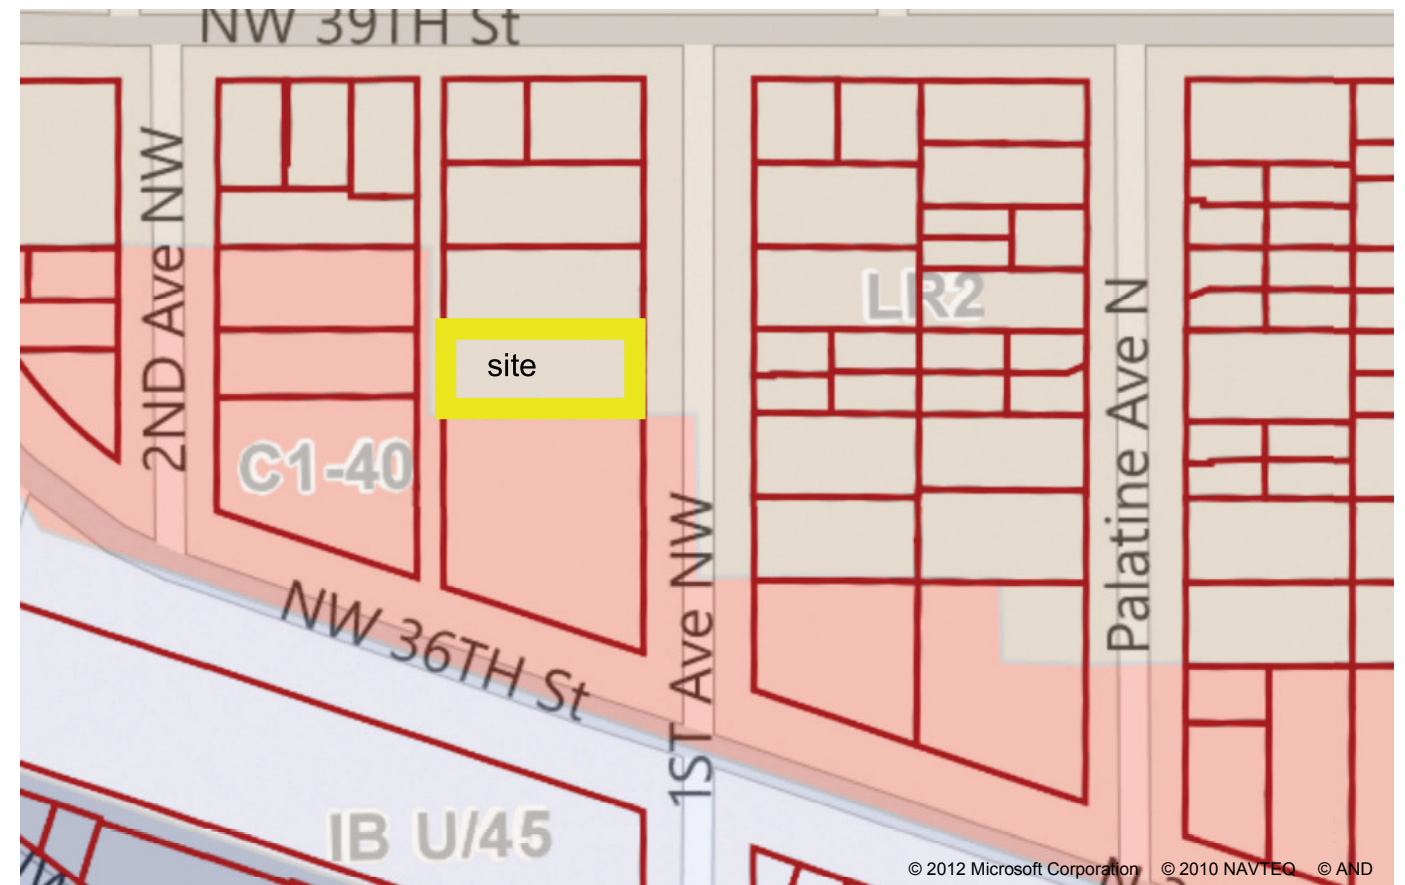 NW 39TH St
2ND Ave NW
LR2
site
Palatine Ave N
C1-40
1ST Ave NW
NW 36TH St
IB U/45
© 2012 Microsoft Corporation © 2010 NAVTEQ © AND